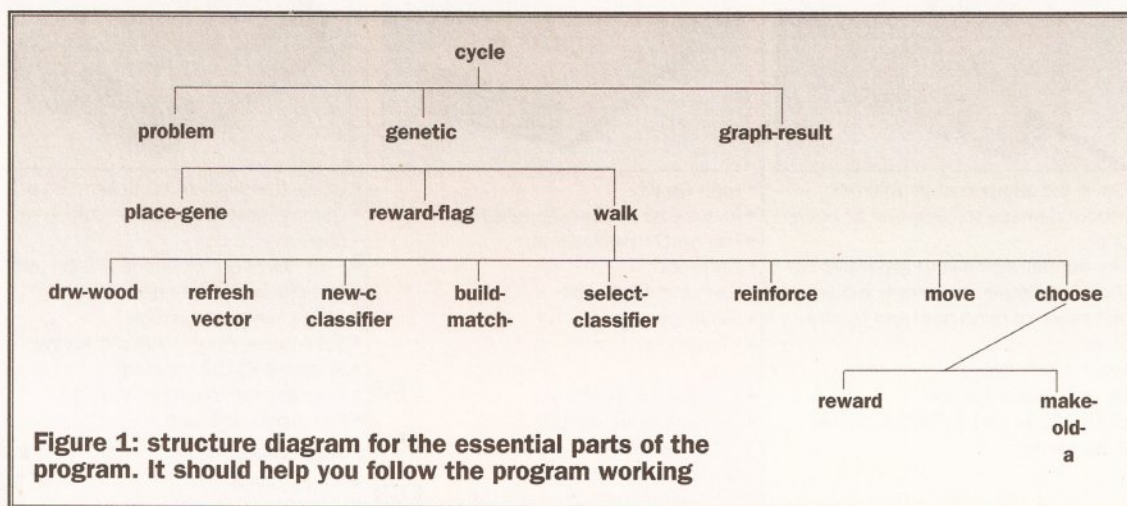 cycle
problem genetic graph-result
place-gene reward-flag walk
drw-wood refresh new-c build- select- reinforce move choose
vector classifier match- classifier
reward make-
old-
a
Figure 1: structure diagram for the essential parts of the
program. It should help you follow the program working